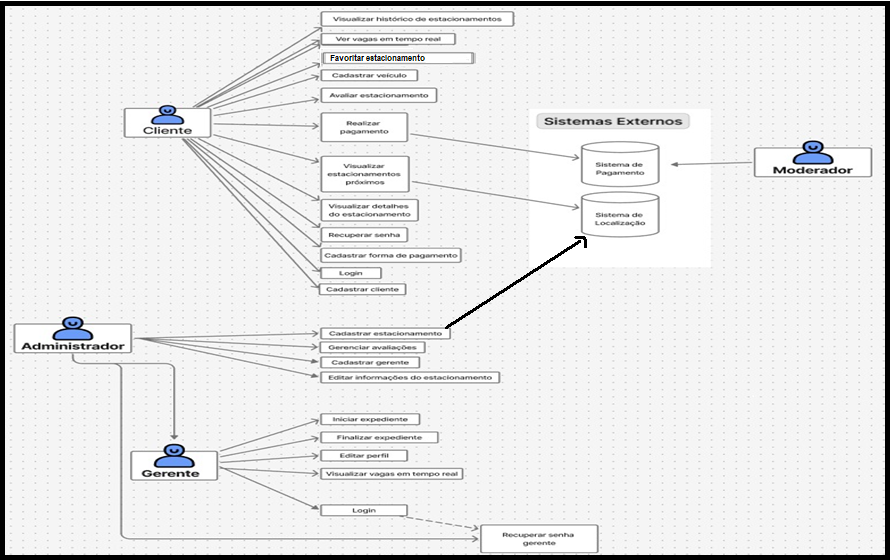 Visualizar histórico de estacionamentos
Ver vagas em tempo real
Favoritar estacionamento
Cadastrar veículo
Avaliar estacionamento
Cliente
Realizar
pagamento
Visualizar
estacionamentos
próximos
Visualizar detalhes
do estacionamento
Recuperar senha
Cadastrar forma de pagamento
Login
Cadastrar cliente
Sistemas Externos
Sistema de
Pagamento
Sistema de
Localização
Moderador
Administrador
Cadastrar estacionamento
Gerenciar avaliações
Cadastrar gerente
Editar informações do estacionamento
Gerente
Iniciar expediente
Finalizar expediente
Editar perfil
Visualizar vagas em tempo real
Login
Recuperar senha
gerente